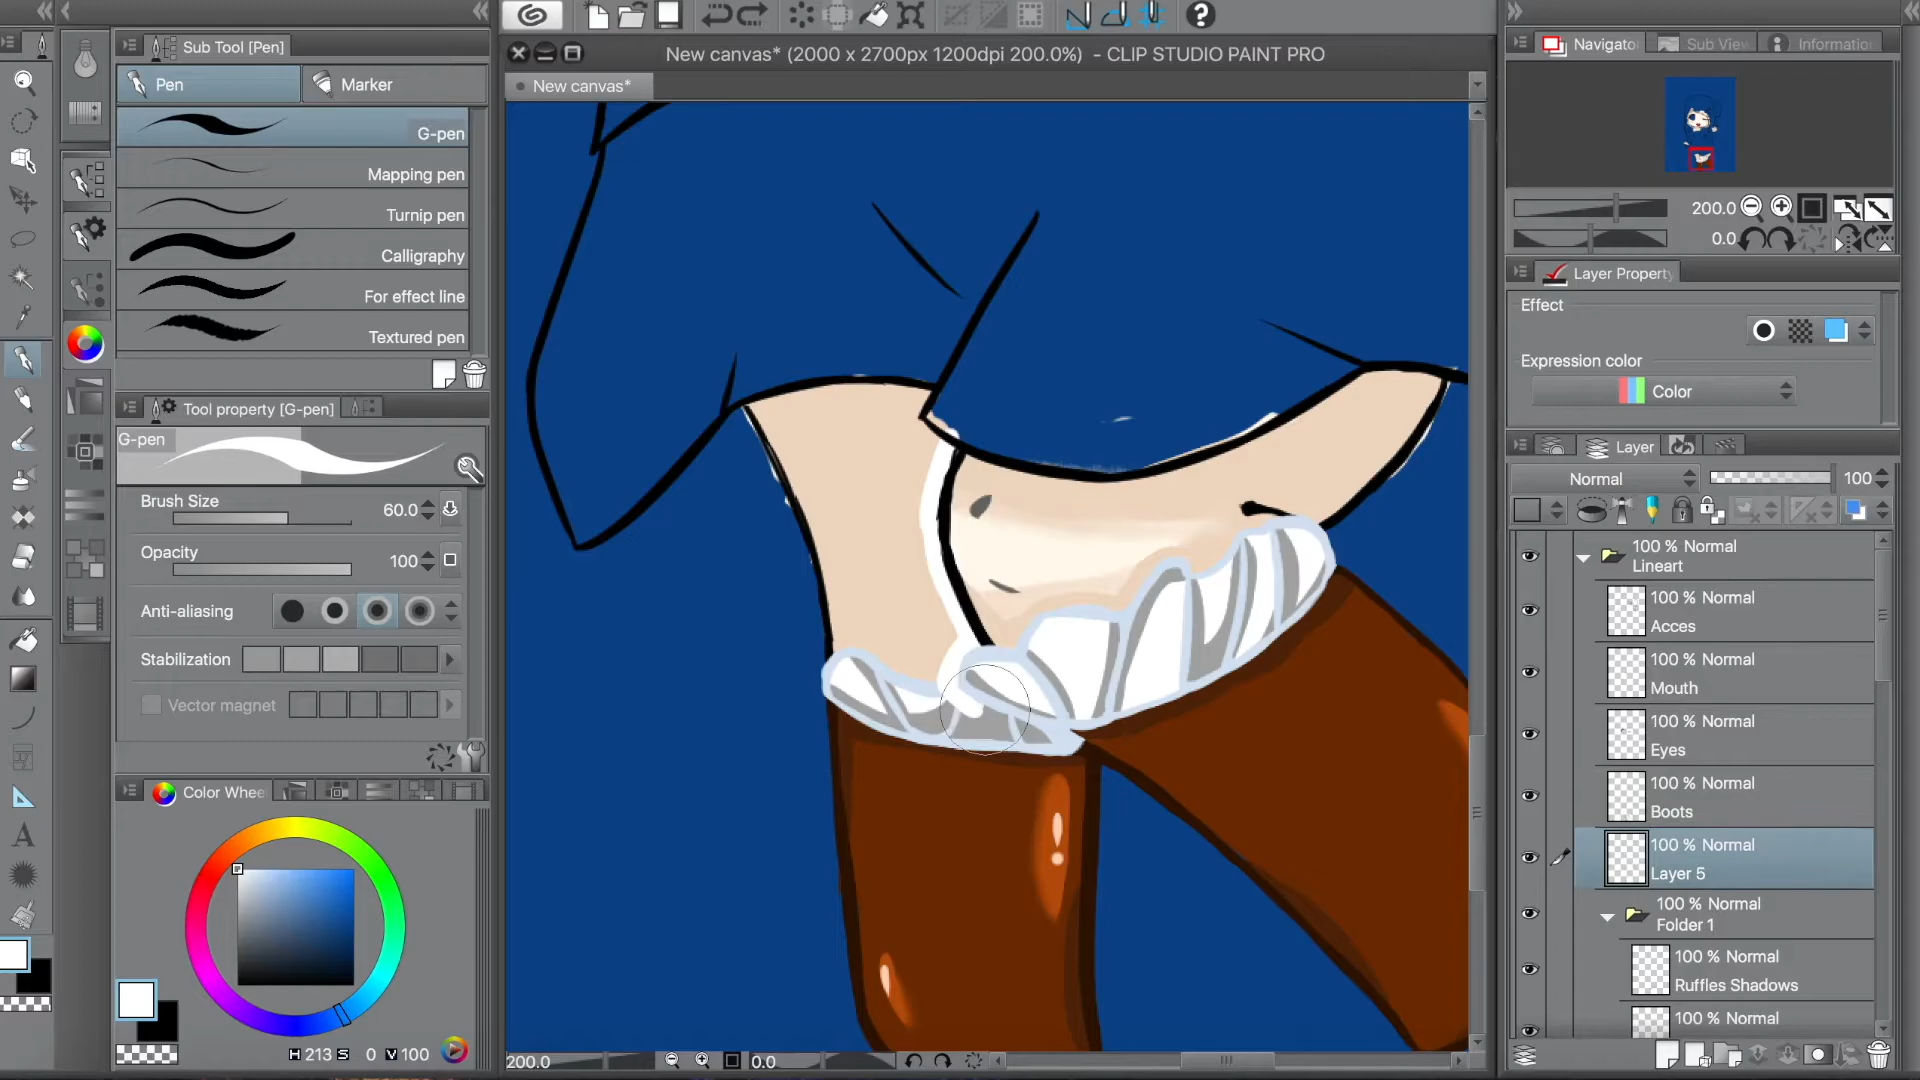 Sub Tool [Pen]
Pen
Marker
G-pen
Mapping pen
Turnip pen
Calligraphy
For effect line
Textured pen
Tool property [G-pen]
G-pen
Brush Size
60.0
Opacity
100
Anti-aliasing
Stabilization
Vector magnet
Color Whee
H 213 S 0 V 100
New canvas* (2000 x 2700px 1200dpi 200.0%) - CLIP STUDIO PAINT PRO
New canvas*
200.0
0.0
Navigato
Sub View
Informatio
200.0
0.0
Layer Property
Effect
Expression color
Color
Layer
Normal
100
100 % Normal
Lineart
100 % Normal
Acces
100 % Normal
Mouth
100 % Normal
Eyes
100 % Normal
Boots
100 % Normal
Layer 5
100 % Normal
Folder 1
100 % Normal
Ruffles Shadows
100 % Normal